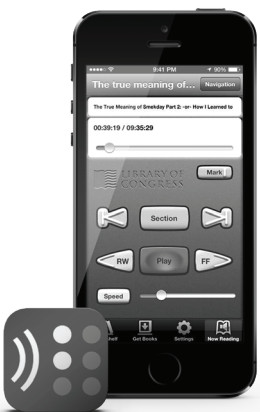 9:41 PM
90%
The true meaning of...
Navigation
The True Meaning of Smekday Part 2: -or- How I Learned to
00:39:19 / 09:35:29
LIBRARY OF
CONGRESS
Mark
Section
RW
Play
FF
Speed
Get Books
Settings
Now Reading